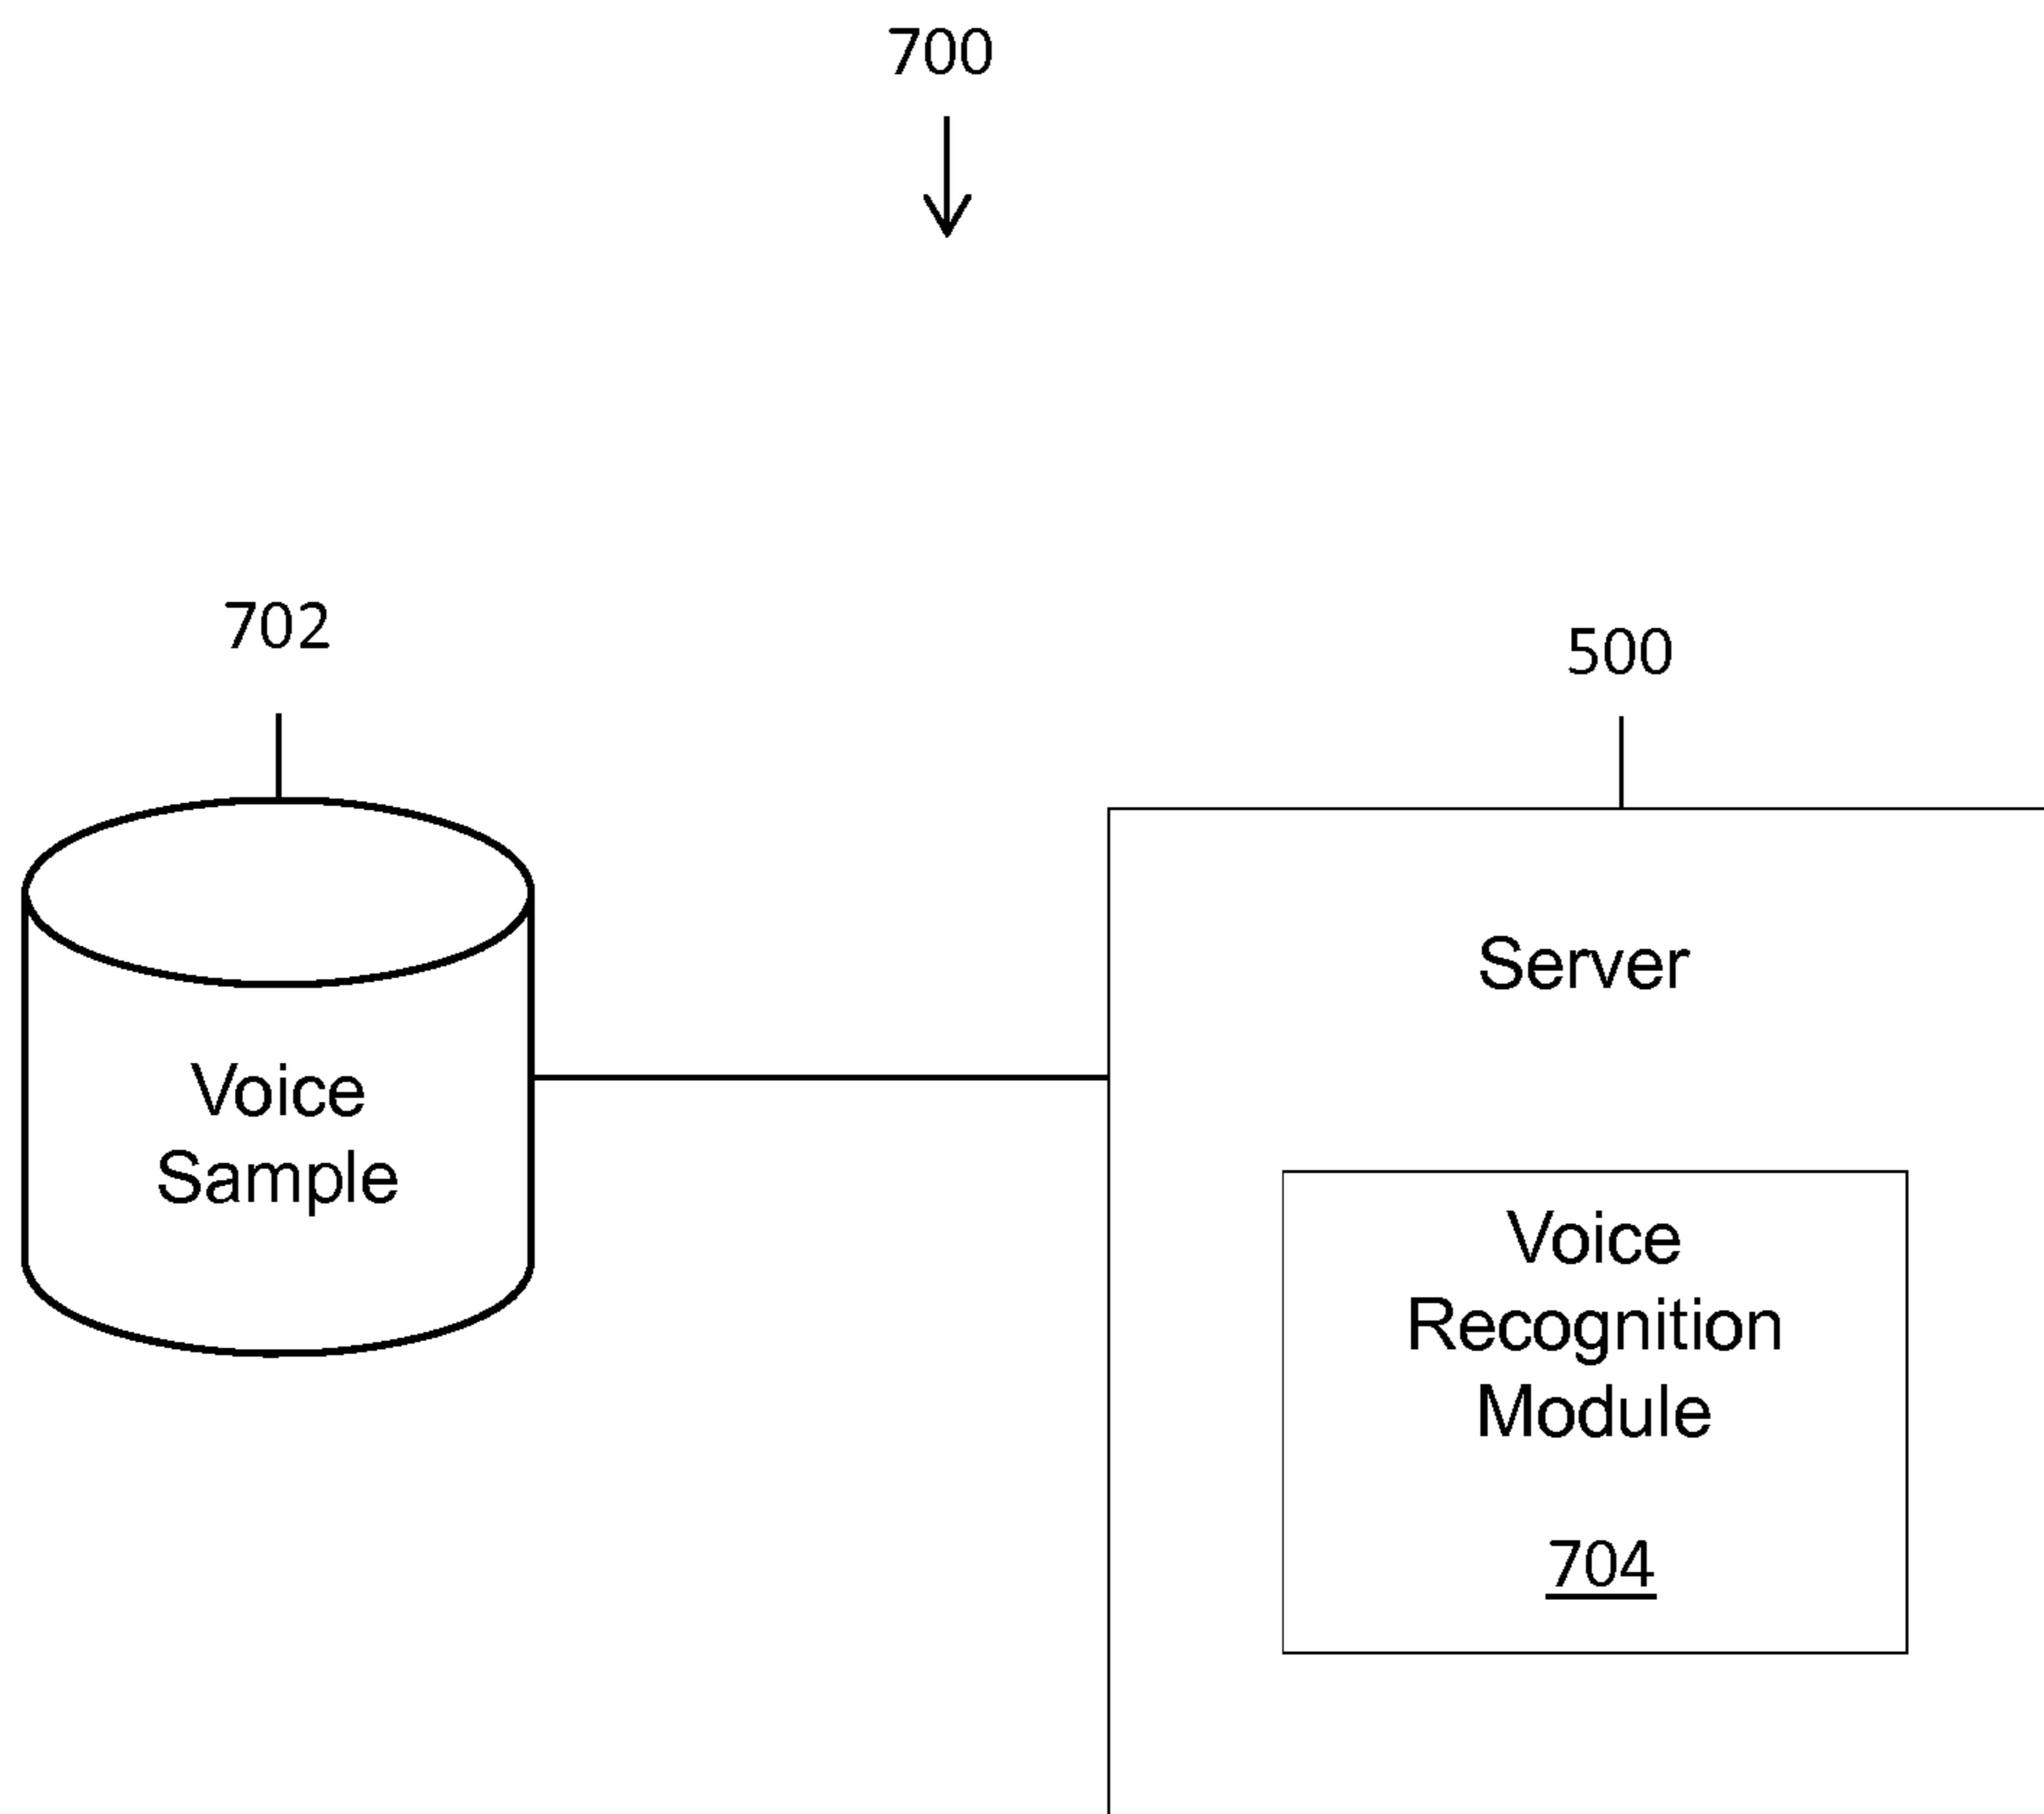 700
702
500
Server
Voice
Sample
Voice
Recognition
Module
704